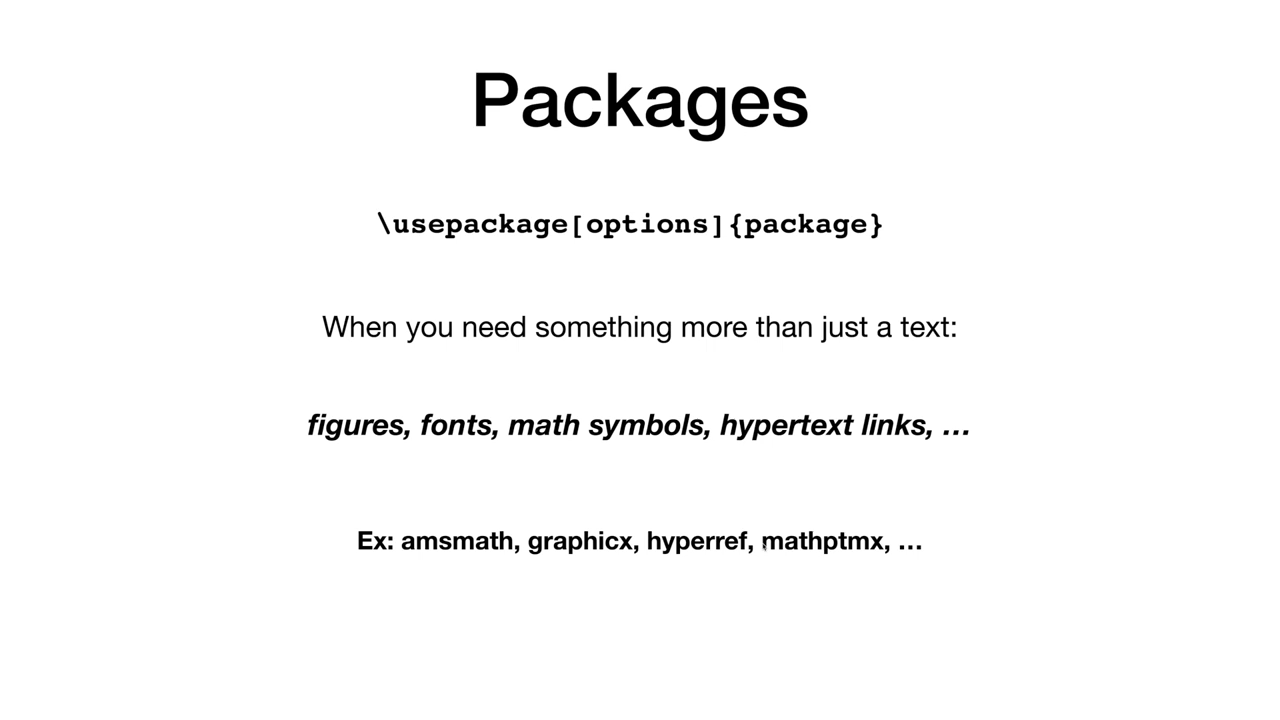 Packages
\usepackage[options]{package}
When you need something more than just a text:
figures, fonts, math symbols, hypertext links, …
Ex: amsmath, graphicx, hyperref, mathptmx, …